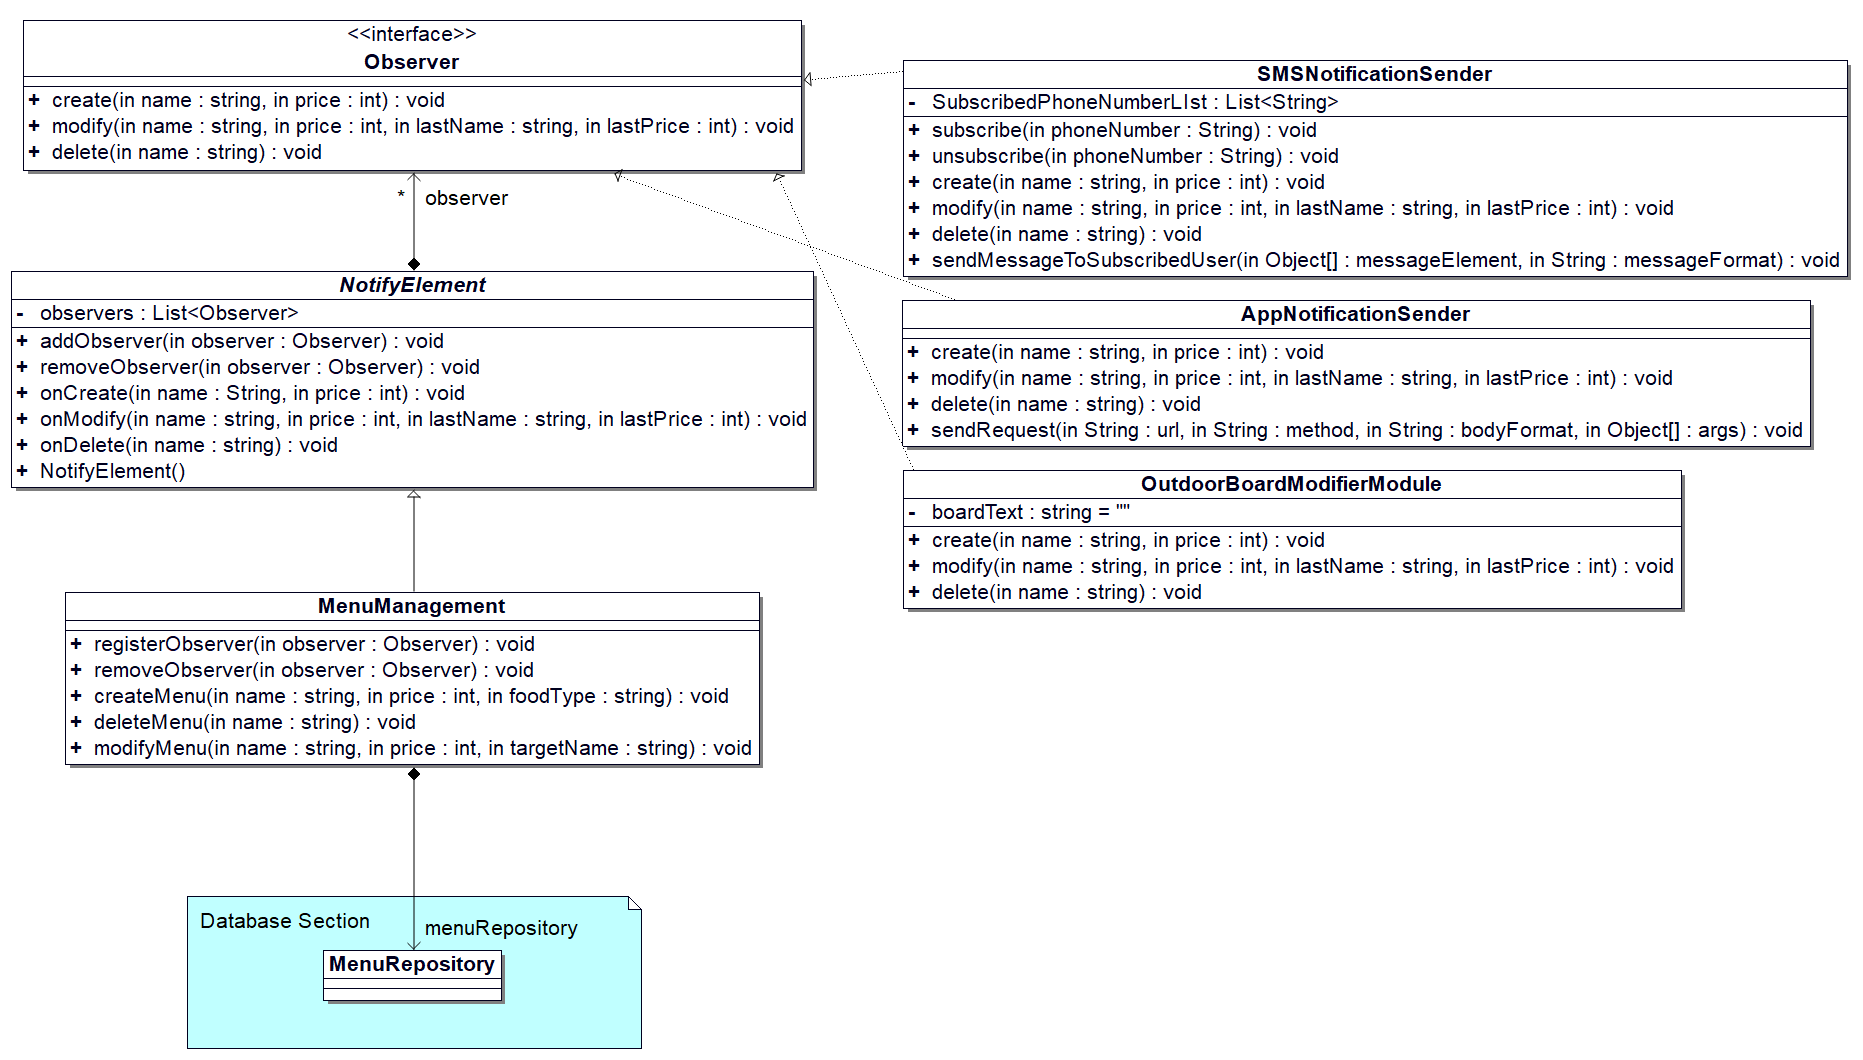 <<interface>>
Observer
+ create(in name : string, in price : int) : void
+ modify(in name : string, in price : int, in lastName : string, in lastPrice : int) : void
+ delete(in name : string) : void
* observer
NotifyElement
- observers : List<Observer>
+ addObserver(in observer : Observer) : void
+ removeObserver(in observer : Observer) : void
+ onCreate(in name : String, in price : int) : void
+ onModify(in name : string, in price : int, in lastName : string, in lastPrice : int) : void
+ onDelete(in name : string) : void
+ NotifyElement()
MenuManagement
+ registerObserver(in observer : Observer) : void
+ removeObserver(in observer : Observer) : void
+ createMenu(in name : string, in price : int, in foodType : string) : void
+ deleteMenu(in name : string) : void
+ modifyMenu(in name : string, in price : int, in targetName : string) : void
Database Section
menuRepository
MenuRepository
SMSNotificationSender
- SubscribedPhoneNumberLIst : List<String>
+ subscribe(in phoneNumber : String) : void
+ unsubscribe(in phoneNumber : String) : void
+ create(in name : string, in price : int) : void
+ modify(in name : string, in price : int, in lastName : string, in lastPrice : int) : void
+ delete(in name : string) : void
+ sendMessageToSubscribedUser(in Object[] : messageElement, in String : messageFormat) : void
AppNotificationSender
+ create(in name : string, in price : int) : void
+ modify(in name : string, in price : int, in lastName : string, in lastPrice : int) : void
+ delete(in name : string) : void
+ sendRequest(in String : url, in String : method, in String : bodyFormat, in Object[] : args) : void
OutdoorBoardModifierModule
- boardText : string = ""
+ create(in name : string, in price : int) : void
+ modify(in name : string, in price : int, in lastName : string, in lastPrice : int) : void
+ delete(in name : string) : void